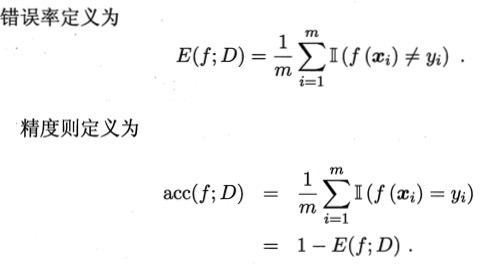 错误率定义为
E(f;D) = \frac{1}{m} \sum_{i=1}^{m} \mathbb{I}(f(\boldsymbol{x}_i) \neq y_i) .
精度则定义为
acc(f;D) = \frac{1}{m} \sum_{i=1}^{m} \mathbb{I}(f(\boldsymbol{x}_i) = y_i)
= 1 − E(f;D) .